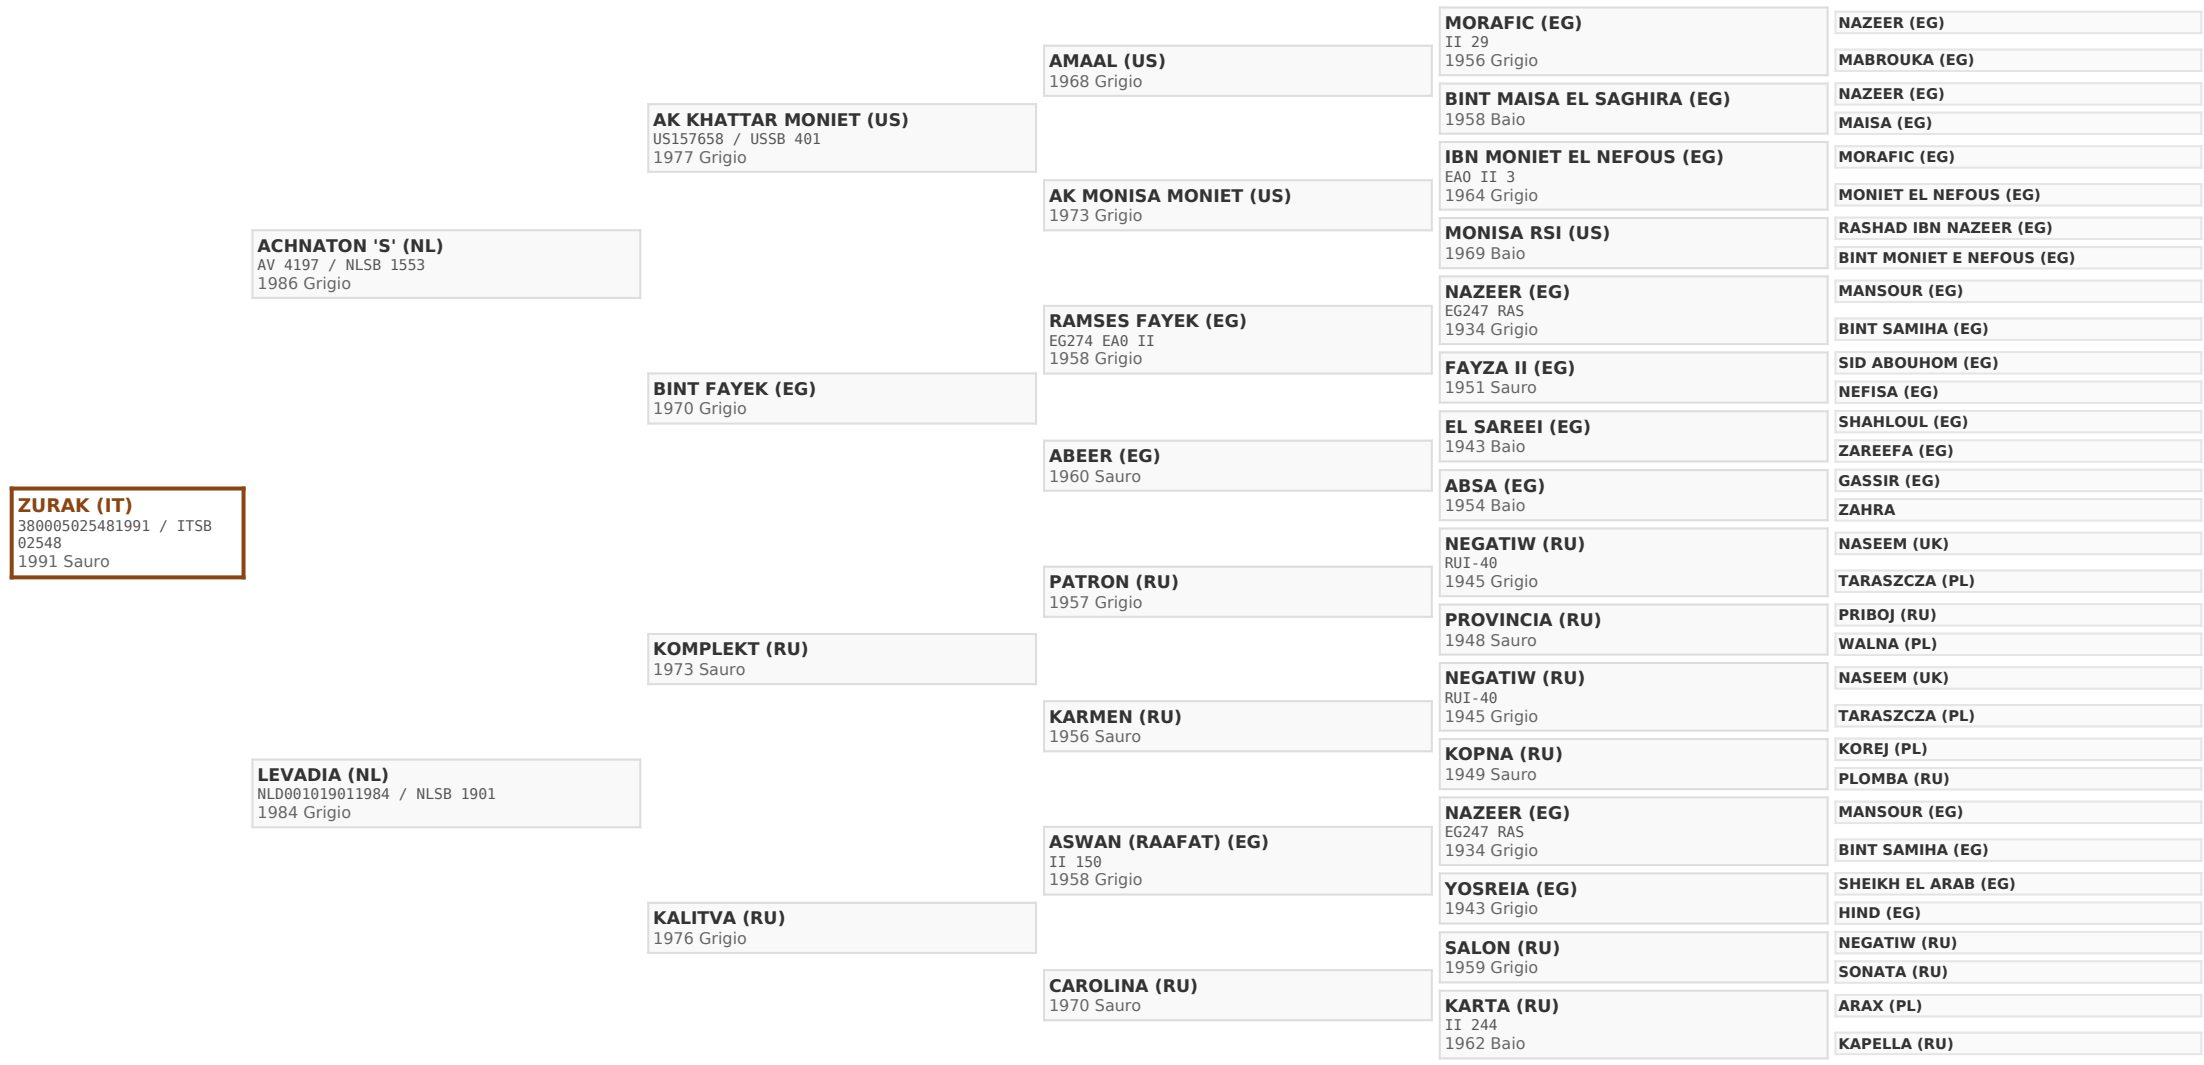 ZURAK (IT)
380005025481991 / ITSB
02548
1991 Sauro
ACHNATON 'S' (NL)
AV 4197 / NLSB 1553
1986 Grigio
LEVADIA (NL)
NLD001019011984 / NLSB 1901
1984 Grigio
AK KHATTAR MONIET (US)
US157658 / USSB 401
1977 Grigio
BINT FAYEK (EG)
1970 Grigio
KOMPLEKT (RU)
1973 Sauro
KALITVA (RU)
1976 Grigio
AMAAL (US)
1968 Grigio
AK MONISA MONIET (US)
1973 Grigio
RAMSES FAYEK (EG)
EG274 EA0 II
1958 Grigio
ABEER (EG)
1960 Sauro
PATRON (RU)
1957 Grigio
KARMEN (RU)
1956 Sauro
ASWAN (RAAFAT) (EG)
II 150
1958 Grigio
CAROLINA (RU)
1970 Sauro
MORAFIC (EG)
II 29
1956 Grigio
BINT MAISA EL SAGHIRA (EG)
1958 Baio
IBN MONIET EL NEFOUS (EG)
EAO II 3
1964 Grigio
MONISA RSI (US)
1969 Baio
NAZEER (EG)
EG247 RAS
1934 Grigio
FAYZA II (EG)
1951 Sauro
EL SAREEI (EG)
1943 Baio
ABSA (EG)
1954 Baio
NEGATIW (RU)
RUI-40
1945 Grigio
PROVINCIA (RU)
1948 Sauro
NEGATIW (RU)
RUI-40
1945 Grigio
KOPNA (RU)
1949 Sauro
NAZEER (EG)
EG247 RAS
1934 Grigio
YOSREIA (EG)
1943 Grigio
SALON (RU)
1959 Grigio
KARTA (RU)
II 244
1962 Baio
NAZEER (EG)
MABROUKA (EG)
NAZEER (EG)
MAISA (EG)
MORAFIC (EG)
MONIET EL NEFOUS (EG)
RASHAD IBN NAZEER (EG)
BINT MONIET E NEFOUS (EG)
MANSOUR (EG)
BINT SAMIHA (EG)
SID ABOUHOM (EG)
NEFISA (EG)
SHAHLOUL (EG)
ZAREEFA (EG)
GASSIR (EG)
ZAHRA
NASEEM (UK)
TARASZCZA (PL)
PRIBOJ (RU)
WALNA (PL)
NASEEM (UK)
TARASZCZA (PL)
KOREJ (PL)
PLOMBA (RU)
MANSOUR (EG)
BINT SAMIHA (EG)
SHEIKH EL ARAB (EG)
HIND (EG)
NEGATIW (RU)
SONATA (RU)
ARAX (PL)
KAPELLA (RU)